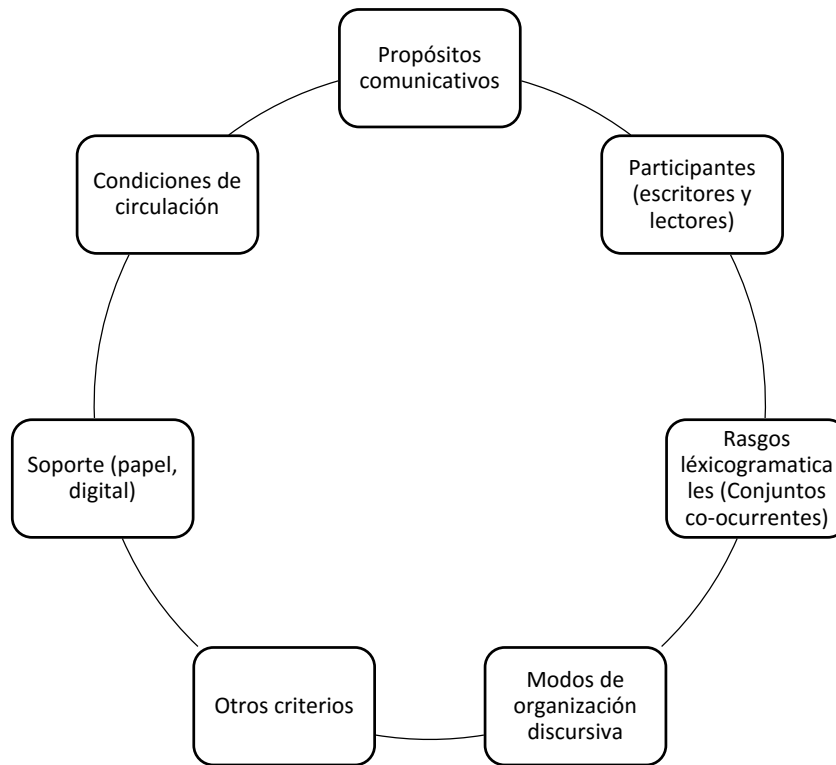 Propósitos
comunicativos
Participantes
(escritores y
lectores)
Rasgos
léxicogramatica
les (Conjuntos
co-ocurrentes)
Modos de
organización
discursiva
Otros criterios
Soporte (papel,
digital)
Condiciones de
circulación